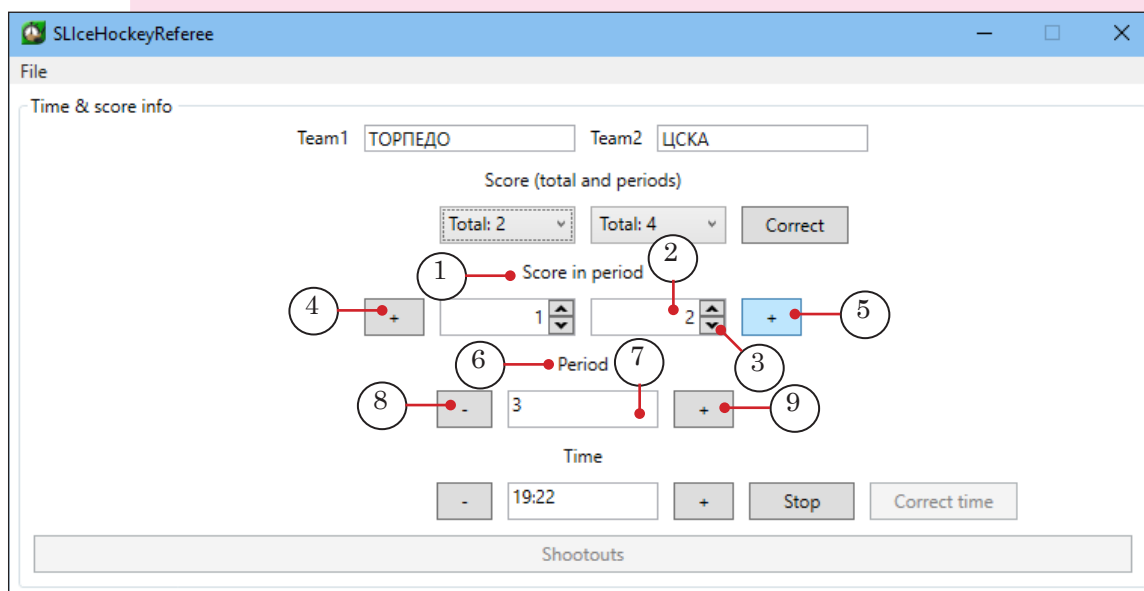 SLIceHockeyReferee
File
Time & score info
Team1 ТОРПЕДО Team2 ЦСКА
Score (total and periods)
Total: 2 Total: 4 Correct
1 Score in period 2
4 + 1 2 + 5
6 Period 7 3
8 - 3 + 9
Time
- 19:22 + Stop Correct time
Shootouts